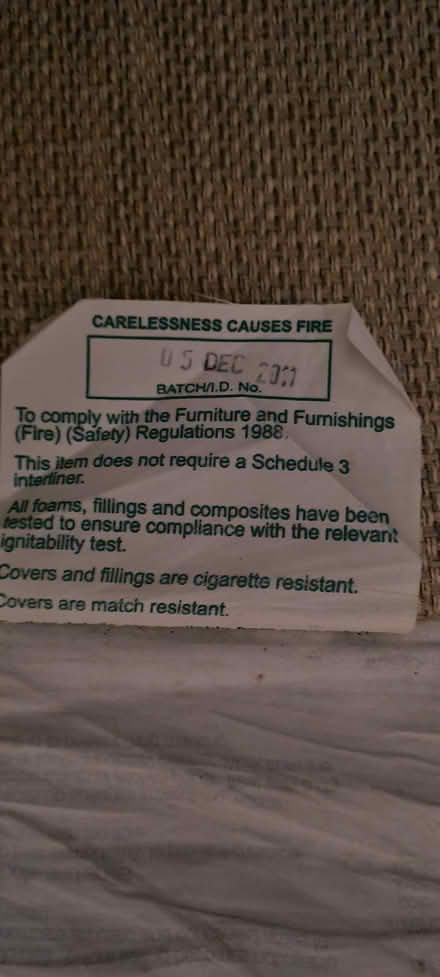 CARELESSNESS CAUSES FIRE
05 DEC
BATCH/I.D. No.
To comply with the Furniture and Furnishings
(Fire) (Safety) Regulations 1988.
This item does not require a Schedule 3
interliner.
All foams, fillings and composites have been
tested to ensure compliance with the relevant
ignitability test.
Covers and fillings are cigarette resistant.
Covers are match resistant.